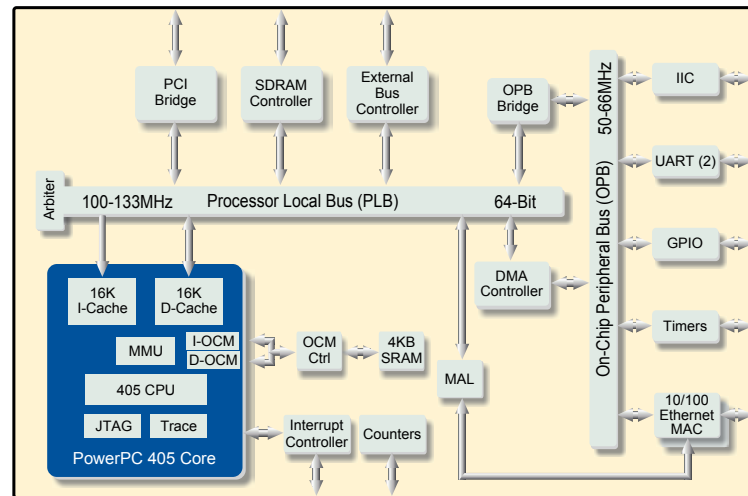 PCI
Bridge
SDRAM
Controller
External
Bus
Controller
OPB
Bridge
50-66MHz
On-Chip Peripheral Bus (OPB)
IIC
UART (2)
GPIO
Timers
10/100
Ethernet
MAC
Arbiter
100-133MHz Processor Local Bus (PLB) 64-Bit
DMA
Controller
16K
I-Cache
16K
D-Cache
MMU
I-OCM
D-OCM
OCM
Ctrl
4KB
SRAM
MAL
405 CPU
JTAG
Trace
PowerPC 405 Core
Interrupt
Controller
Counters